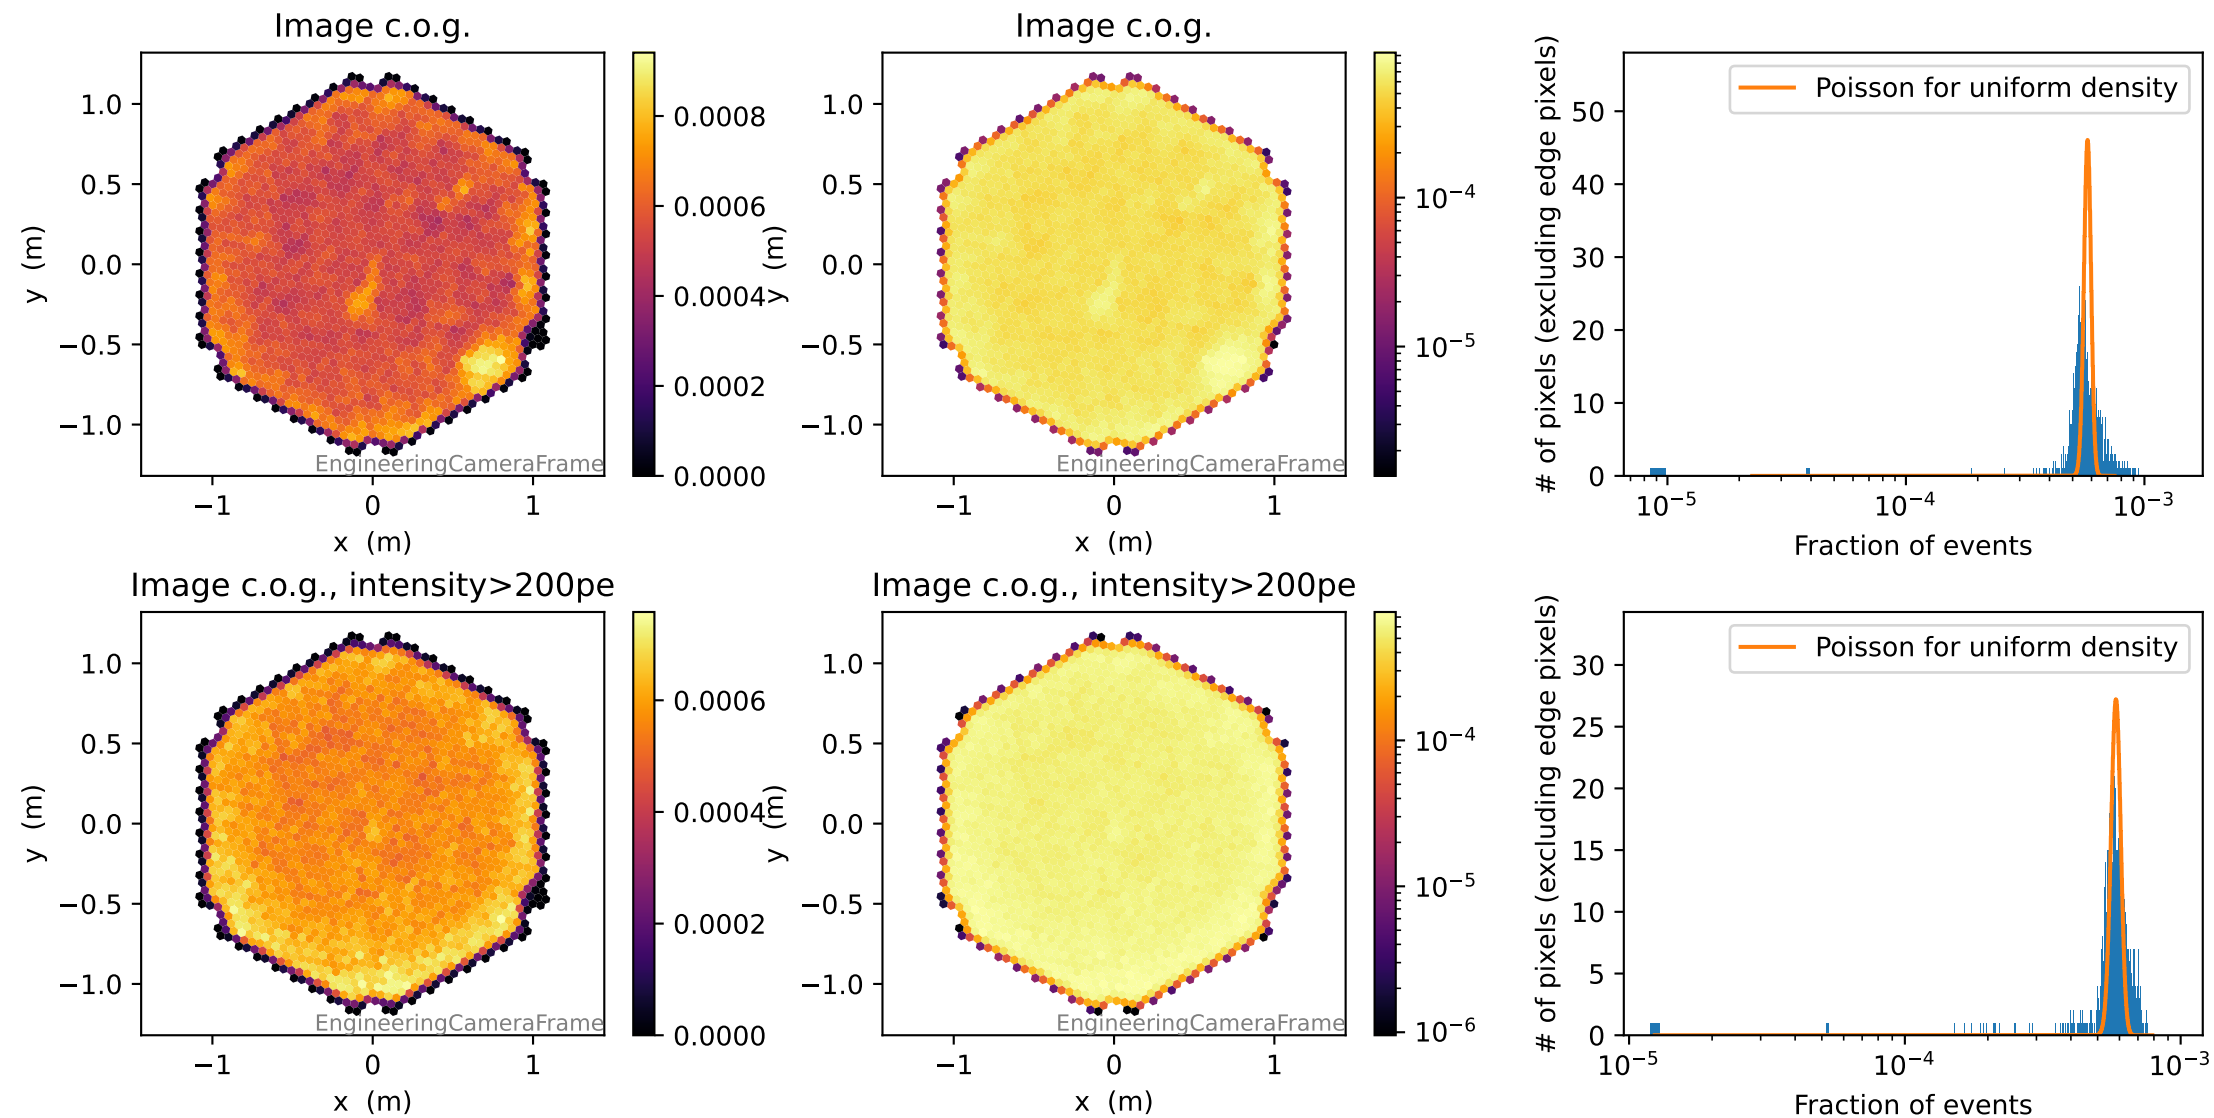 Image c.o.g.
1.0
0.5
0.0
−0.5
−1.0
y (m)
−1 0 1
x (m)
EngineeringCameraFrame
0.0008
0.0006
0.0004
0.0002
0.0000
Image c.o.g.
1.0
0.5
0.0
−0.5
−1.0
y (m)
−1 0 1
x (m)
EngineeringCameraFrame
10⁻⁴
10⁻⁵
Poisson for uniform density
50
40
30
20
10
0
# of pixels (excluding edge pixels)
10⁻⁵ 10⁻⁴ 10⁻³
Fraction of events
Image c.o.g., intensity>200pe
1.0
0.5
0.0
−0.5
−1.0
y (m)
−1 0 1
x (m)
EngineeringCameraFrame
0.0006
0.0004
0.0002
0.0000
Image c.o.g., intensity>200pe
1.0
0.5
0.0
−0.5
−1.0
y (m)
−1 0 1
x (m)
EngineeringCameraFrame
10⁻⁴
10⁻⁵
10⁻⁶
Poisson for uniform density
30
25
20
15
10
5
0
# of pixels (excluding edge pixels)
10⁻⁵ 10⁻⁴ 10⁻³
Fraction of events